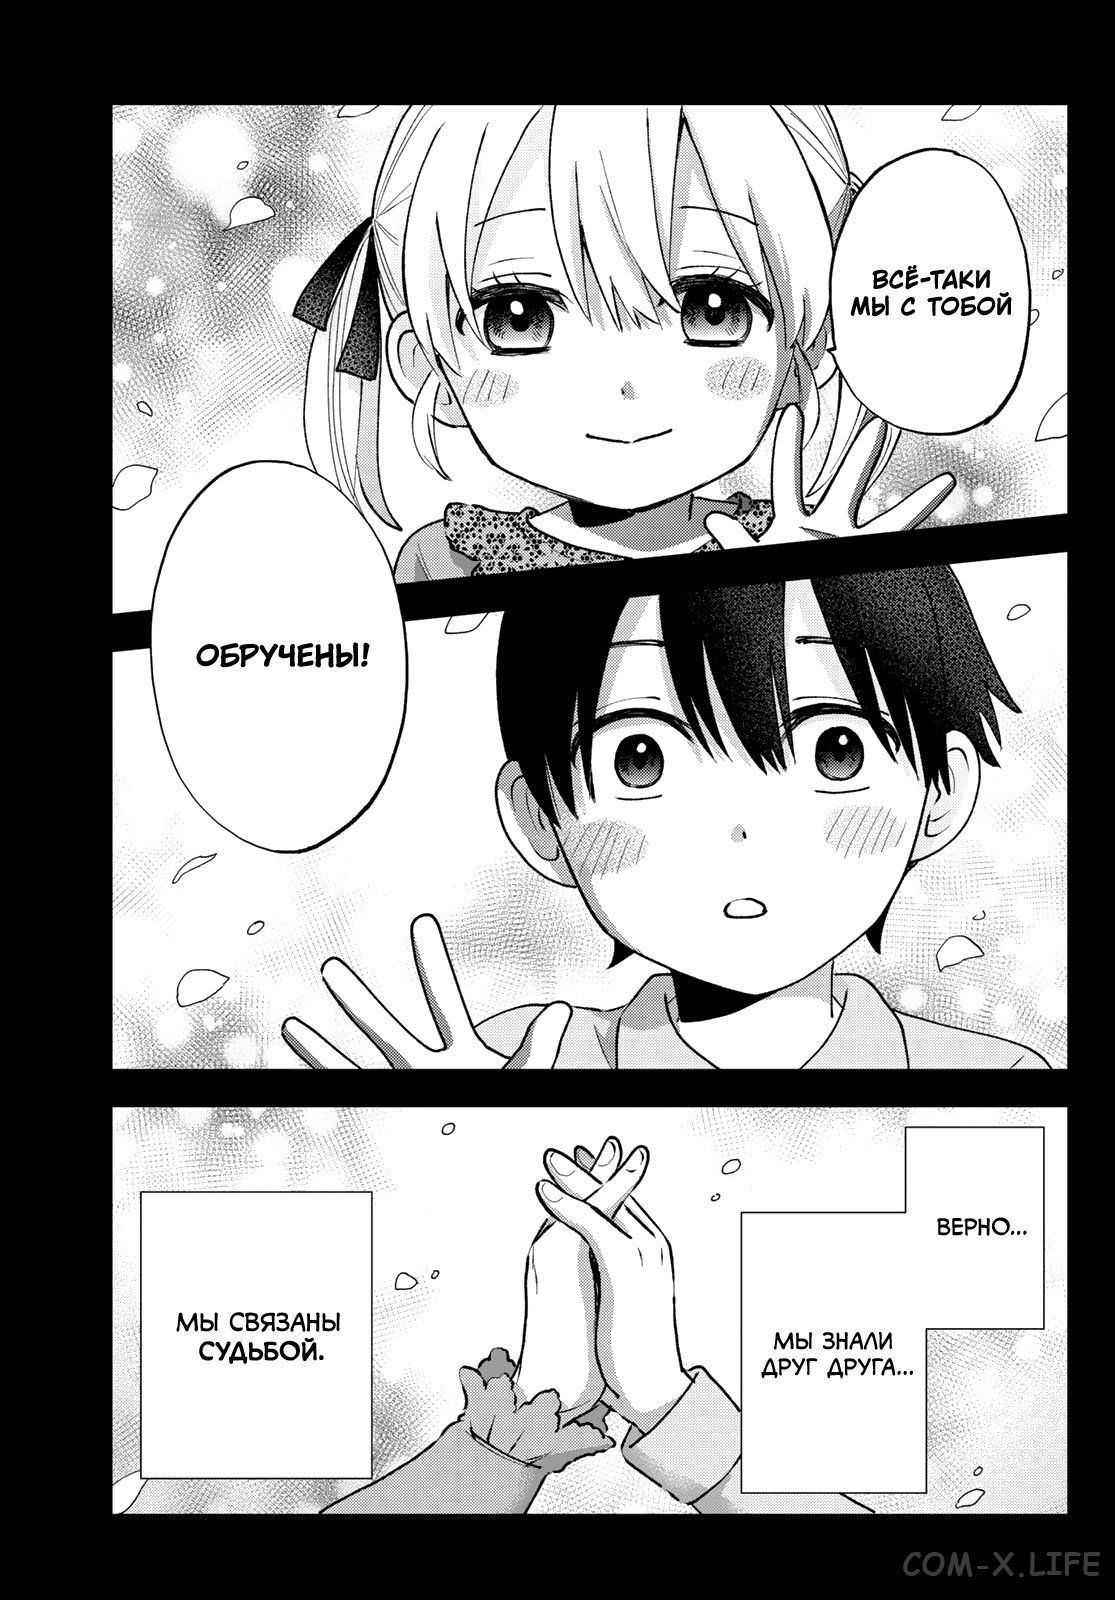 ВСЁ-ТАКИ
МЫ С ТОБОЙ
ОБРУЧЕНЫ!
ВЕРНО...
МЫ ЗНАЛИ
ДРУГ ДРУГА...
МЫ СВЯЗАНЫ
СУДЬБОЙ.
COM-X.LIFE